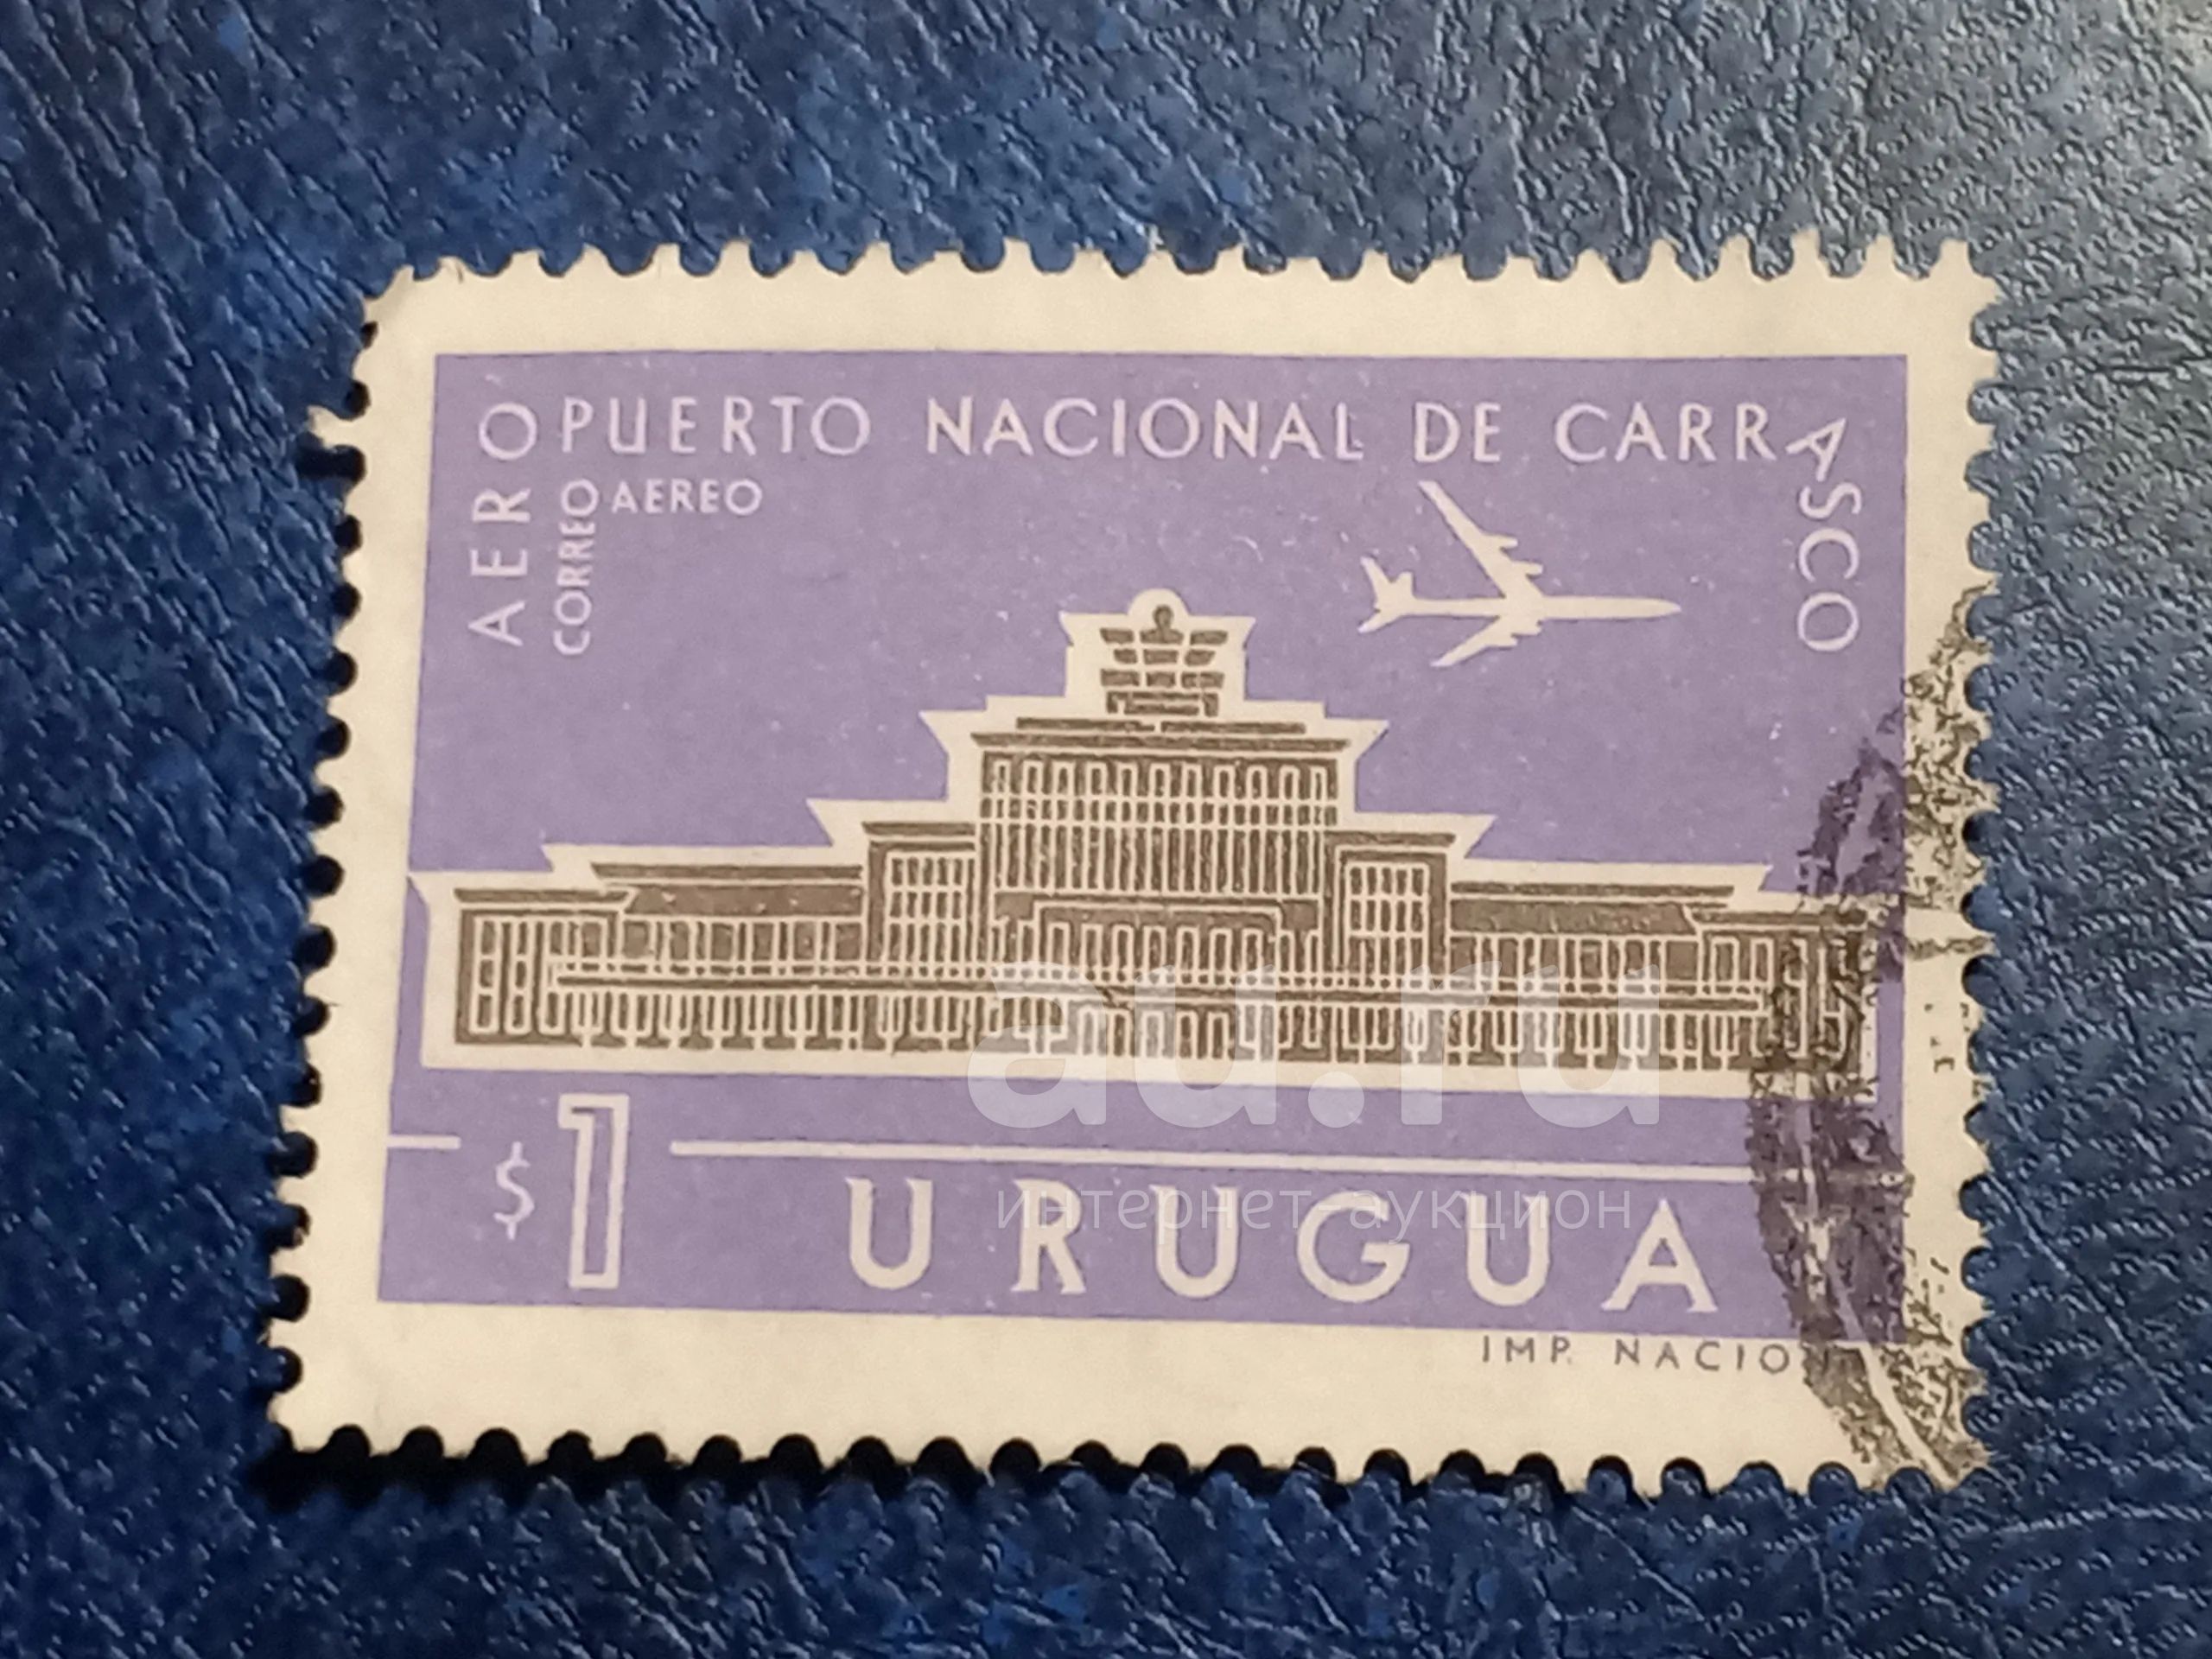 AEROPUERTO NACIONAL DE CARRASCO
CORREO AEREO
au.ru
$1
URUGUA
интернет-аукцион
IMP. NACIO